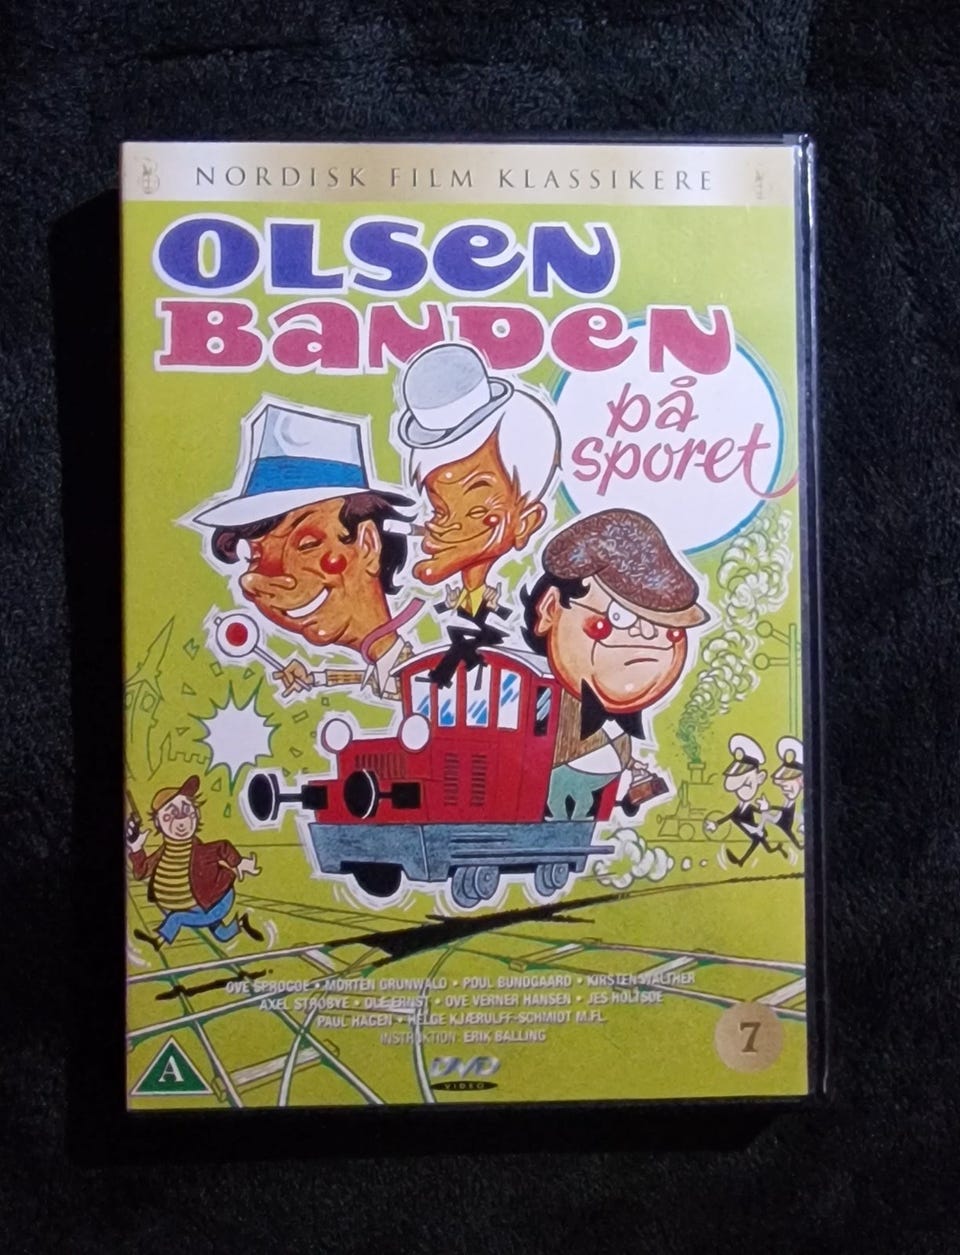 NORDISK FILM KLASSIKERE
OLSEN
BANDEN
på
sporet
OVE SPROGØE • MORTEN GRUNWALD • POUL BUNDGAARD • KIRSTEN WALTHER
AXEL STRØBYE • OLE ERNST • OVE VERNER HANSEN • JES HOLTSØE
PAUL HAGEN • HELGE KJÆRULFF-SCHMIDT M.FL.
INSTRUKTION: ERIK BALLING
7
A
DVD
VIDEO